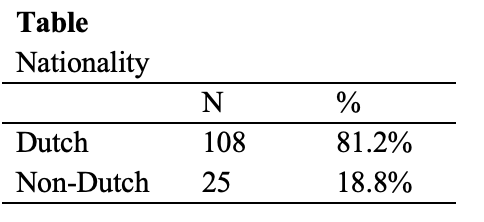 Table
Nationality
N %
Dutch 108 81.2%
Non-Dutch 25 18.8%